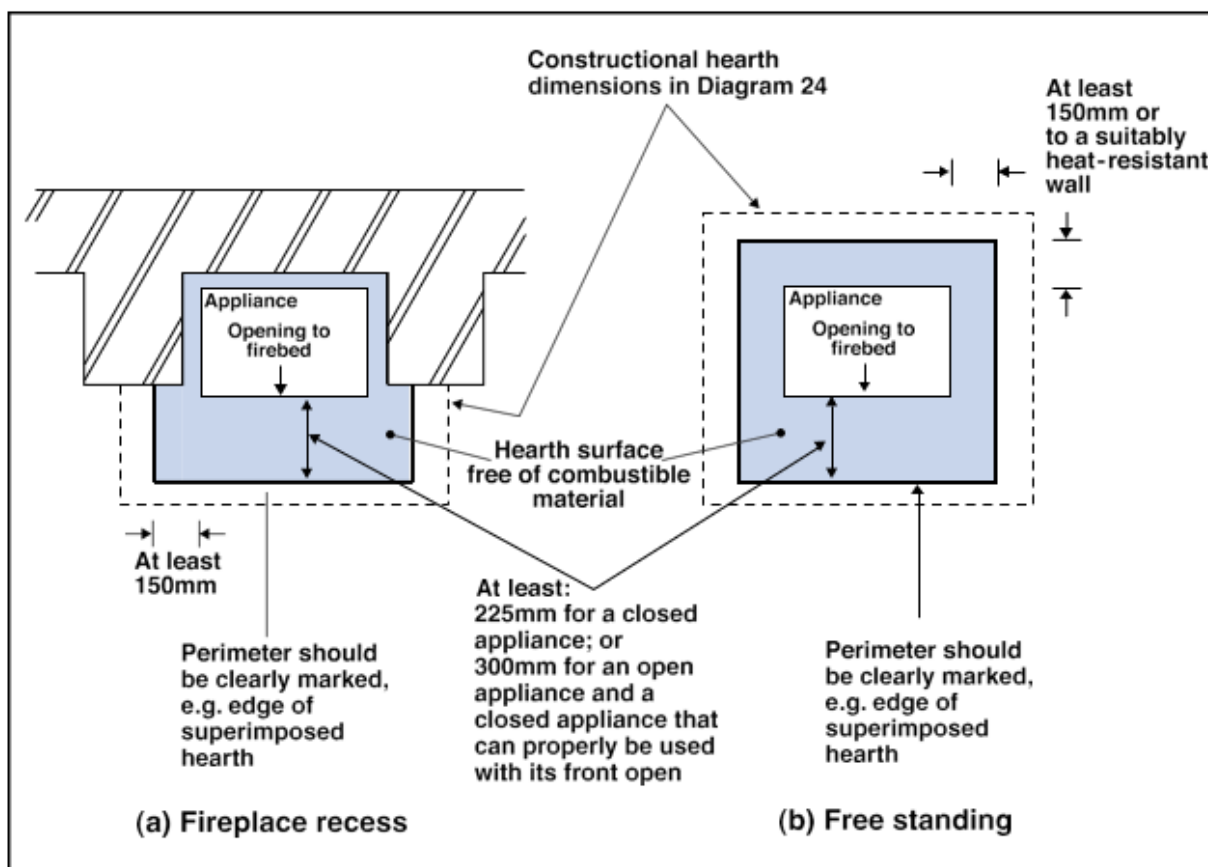 Constructional hearth
dimensions in Diagram 24
At least
150mm or
to a suitably
heat-resistant
wall
Appliance
Opening to
firebed
Appliance
Opening to
firebed
Hearth surface
free of combustible
material
At least
150mm
At least:
225mm for a closed
appliance; or
300mm for an open
appliance and a
closed appliance that
can properly be used
with its front open
Perimeter should
be clearly marked,
e.g. edge of
superimposed
hearth
Perimeter should
be clearly marked,
e.g. edge of
superimposed
hearth
(a) Fireplace recess
(b) Free standing